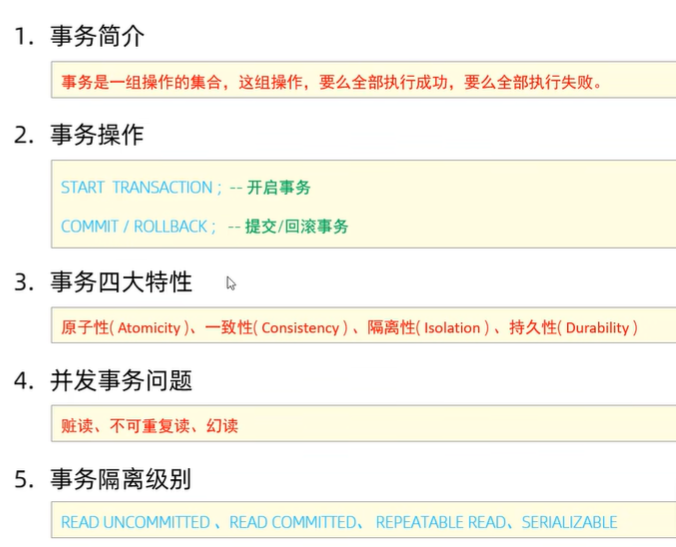 1. 事务简介
事务是一组操作的集合，这组操作，要么全部执行成功，要么全部执行失败。
2. 事务操作
START TRANSACTION ; -- 开启事务
COMMIT / ROLLBACK ; -- 提交/回滚事务
3. 事务四大特性
原子性( Atomicity )、一致性( Consistency ) 、隔离性( Isolation ) 、持久性( Durability )
4. 并发事务问题
脏读、不可重复读、幻读
5. 事务隔离级别
READ UNCOMMITTED 、READ COMMITTED、 REPEATABLE READ、SERIALIZABLE